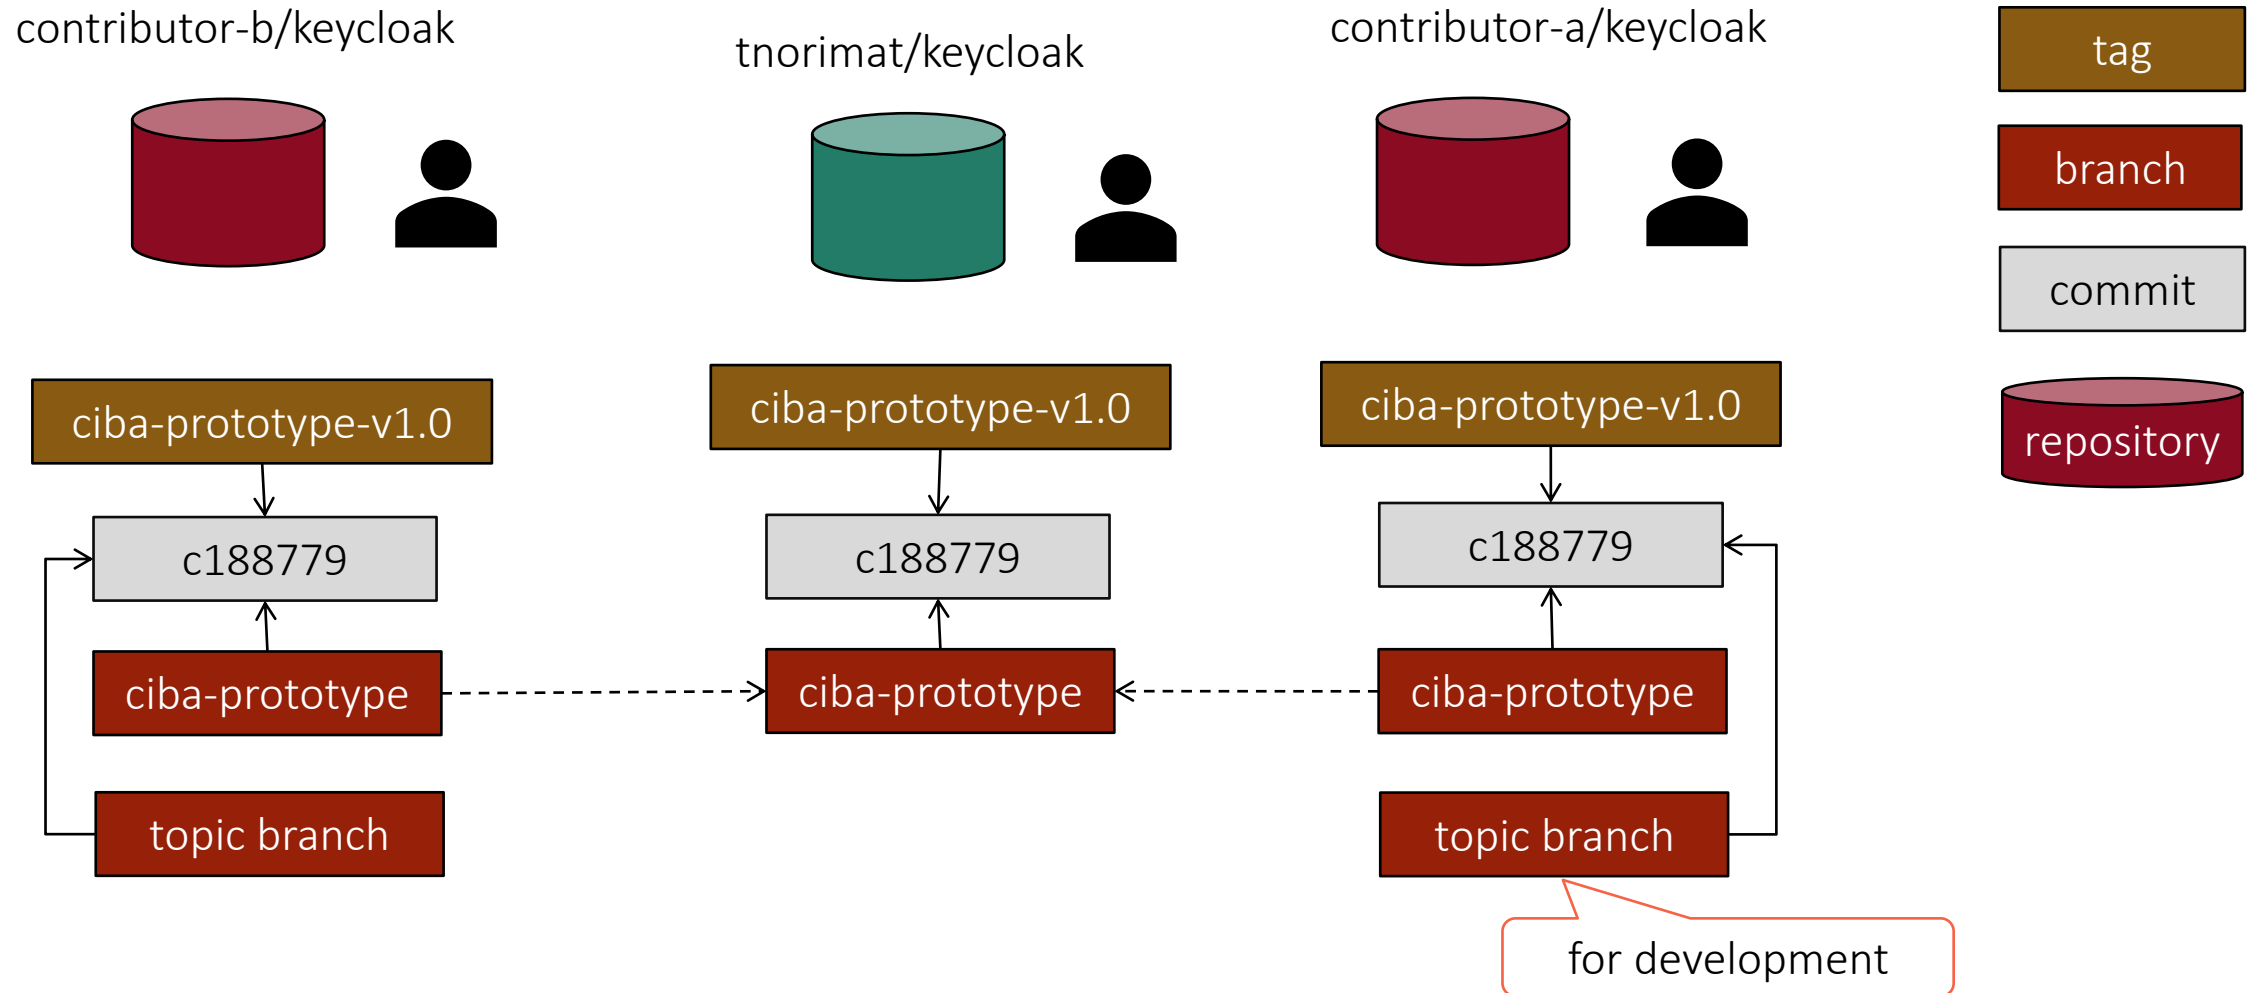 contributor-b/keycloak
tnorimat/keycloak
contributor-a/keycloak
tag
branch
commit
repository
ciba-prototype-v1.0
ciba-prototype-v1.0
ciba-prototype-v1.0
c188779
c188779
c188779
ciba-prototype
ciba-prototype
ciba-prototype
topic branch
topic branch
for development